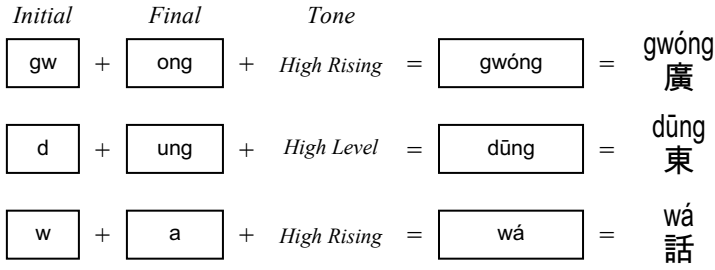 Initial Final Tone
gw + ong + High Rising = gwóng = gwóng
廣
d + ung + High Level = dūng = dūng
東
w + a + High Rising = wá = wá
話